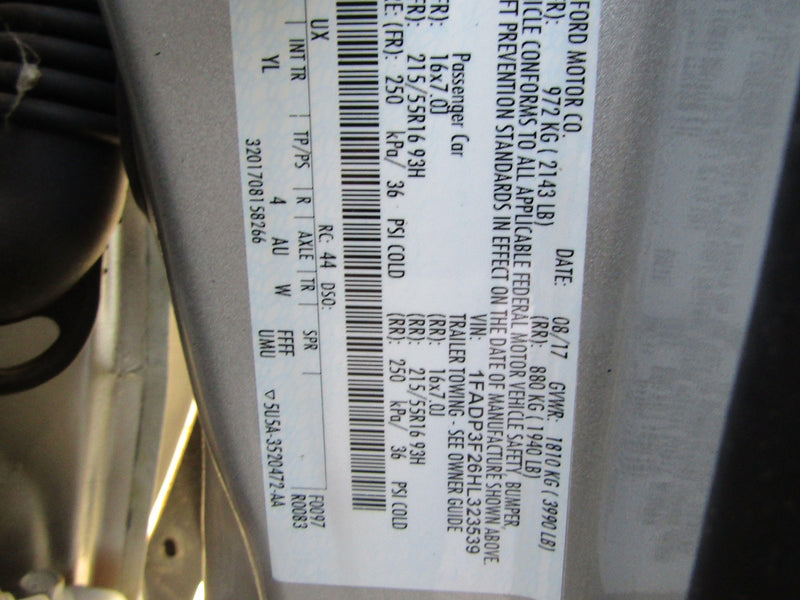 FORD MOTOR CO. DATE: 08/17 GVWR: 1810 KG ( 3990 LB)
R): 972 KG ( 2143 LB) (RR): 880 KG ( 1940 LB)
ICLE CONFORMS TO ALL APPLICABLE FEDERAL MOTOR VEHICLE SAFETY, BUMPER,
FT PREVENTION STANDARDS IN EFFECT ON THE DATE OF MANUFACTURE SHOWN ABOVE.
VIN: 1FADP3F26HL323539
Passenger Car TRAILER TOWING - SEE OWNER GUIDE
FR): 16x7.0J (RR): 16x7.0J
FR): 215/55R16 93H (RR): 215/55R16 93H
RE: (FR): 250 kPa/ 36 PSI COLD (RR): 250 kPa/ 36 PSI COLD
UX RC: 44 DSO: F0097
INT TR TP/PS R AXLE TR SPR R0083
YL 4 AU W FFFF
3201708158266 UMU ▽5U5A-3520472-AA